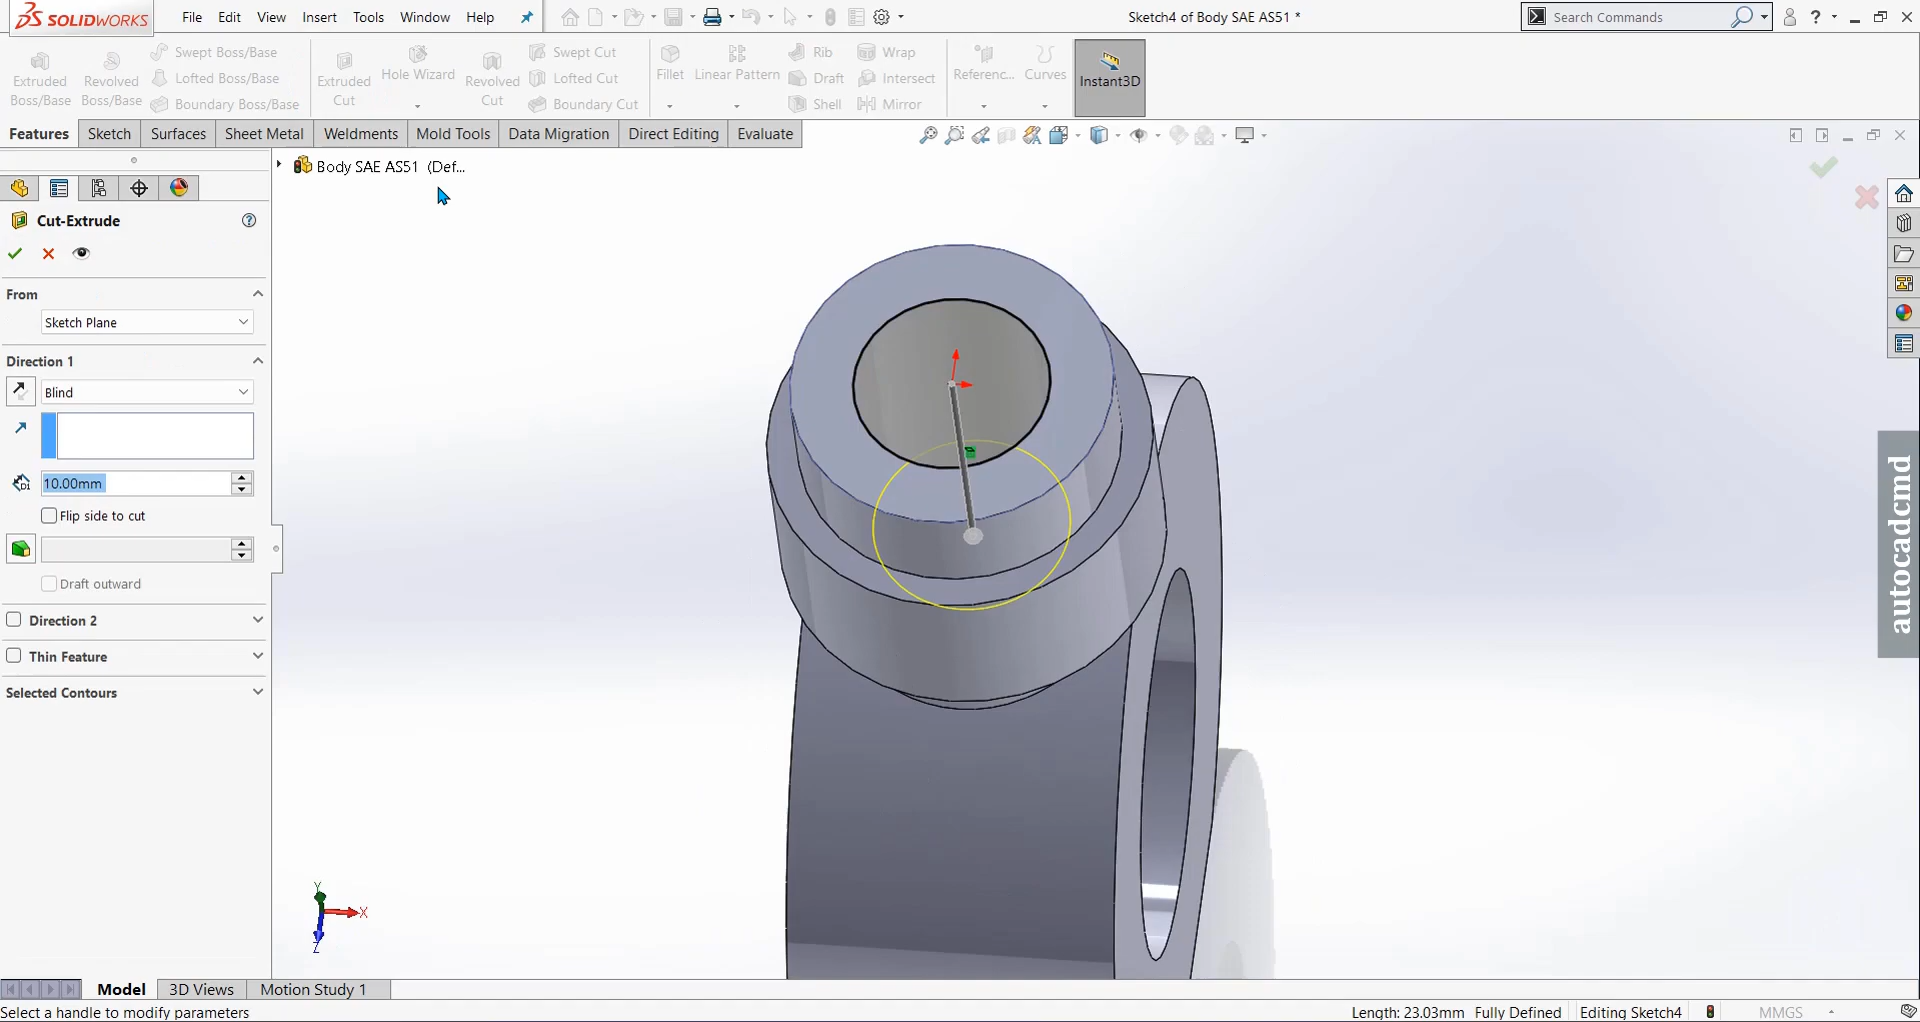 SOLIDWORKS File Edit View Insert Tools Window Help Sketch4 of Body SAE AS51 * Search Commands ?
Extruded Boss/Base
Revolved Boss/Base
Swept Boss/Base
Lofted Boss/Base
Boundary Boss/Base
Extruded Cut
Hole Wizard
Revolved Cut
Swept Cut
Lofted Cut
Boundary Cut
Fillet
Linear Pattern
Rib
Draft
Shell
Wrap
Intersect
Mirror
Referenc...
Curves
Instant3D
Features Sketch Surfaces Sheet Metal Weldments Mold Tools Data Migration Direct Editing Evaluate
Body SAE AS51 (Def...
Cut-Extrude
From
Sketch Plane
Direction 1
Blind
10.00mm
Flip side to cut
Draft outward
Direction 2
Thin Feature
Selected Contours
autocadcmd
Y
X
Z
Model 3D Views Motion Study 1
Select a handle to modify parameters Length: 23.03mm Fully Defined Editing Sketch4 MMGS